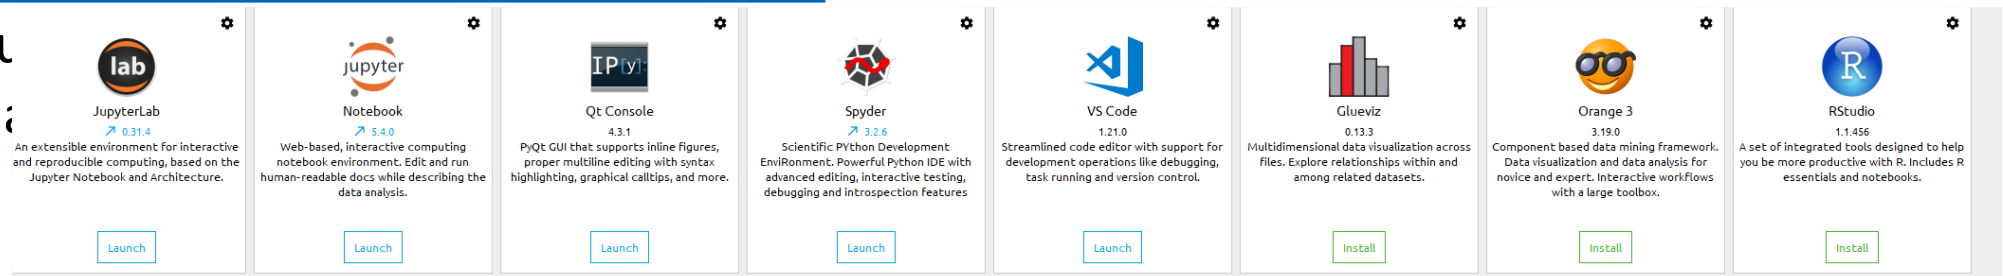 lab
JupyterLab
0.31.4
An extensible environment for interactive
and reproducible computing, based on the
Jupyter Notebook and Architecture.
Launch
jupyter
Notebook
5.4.0
Web-based, interactive computing
notebook environment. Edit and run
human-readable docs while describing the
data analysis.
Launch
IP[y]:
Qt Console
4.3.1
PyQt GUI that supports inline figures,
proper multiline editing with syntax
highlighting, graphical calltips, and more.
Launch
Spyder
3.2.6
Scientific PYthon Development
EnviRonment. Powerful Python IDE with
advanced editing, interactive testing,
debugging and introspection features
Launch
VS Code
1.21.0
Streamlined code editor with support for
development operations like debugging,
task running and version control.
Launch
Glueviz
0.13.3
Multidimensional data visualization across
files. Explore relationships within and
among related datasets.
Install
Orange 3
3.19.0
Component based data mining framework.
Data visualization and data analysis for
novice and expert. Interactive workflows
with a large toolbox.
Install
R
RStudio
1.1.456
A set of integrated tools designed to help
you be more productive with R. Includes R
essentials and notebooks.
Install